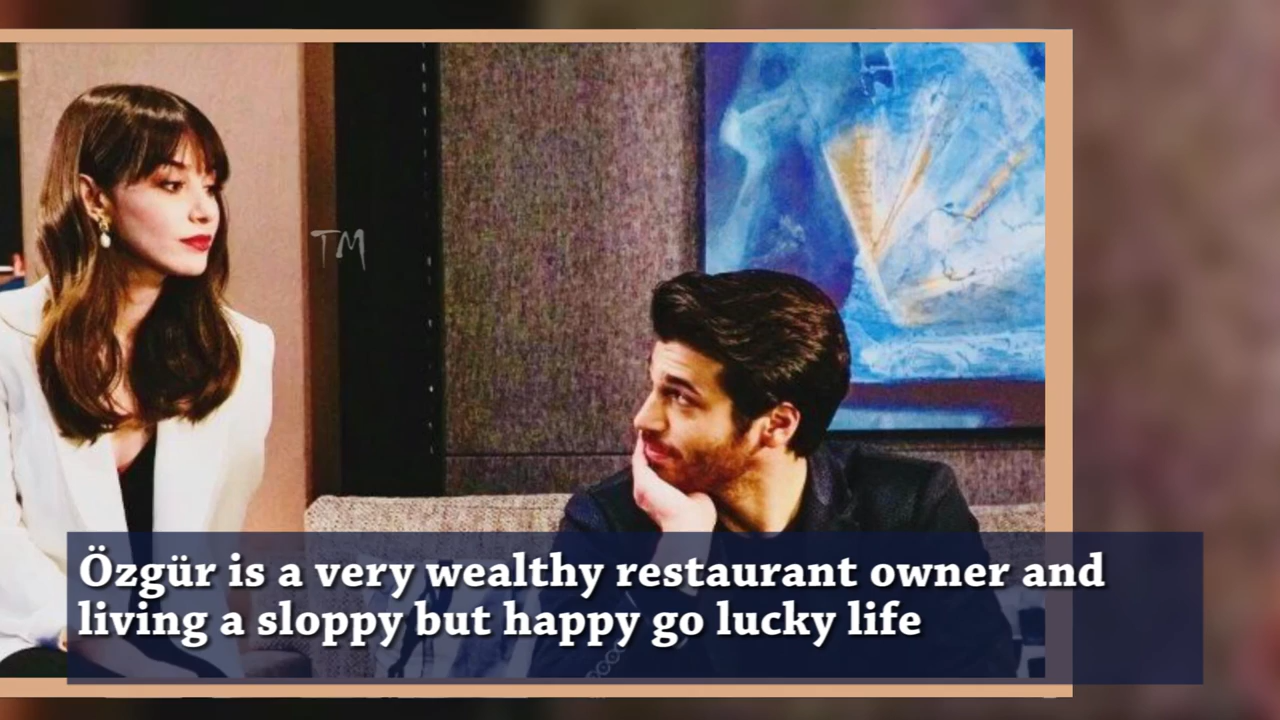 TM
Özgür is a very wealthy restaurant owner and
living a sloppy but happy go lucky life